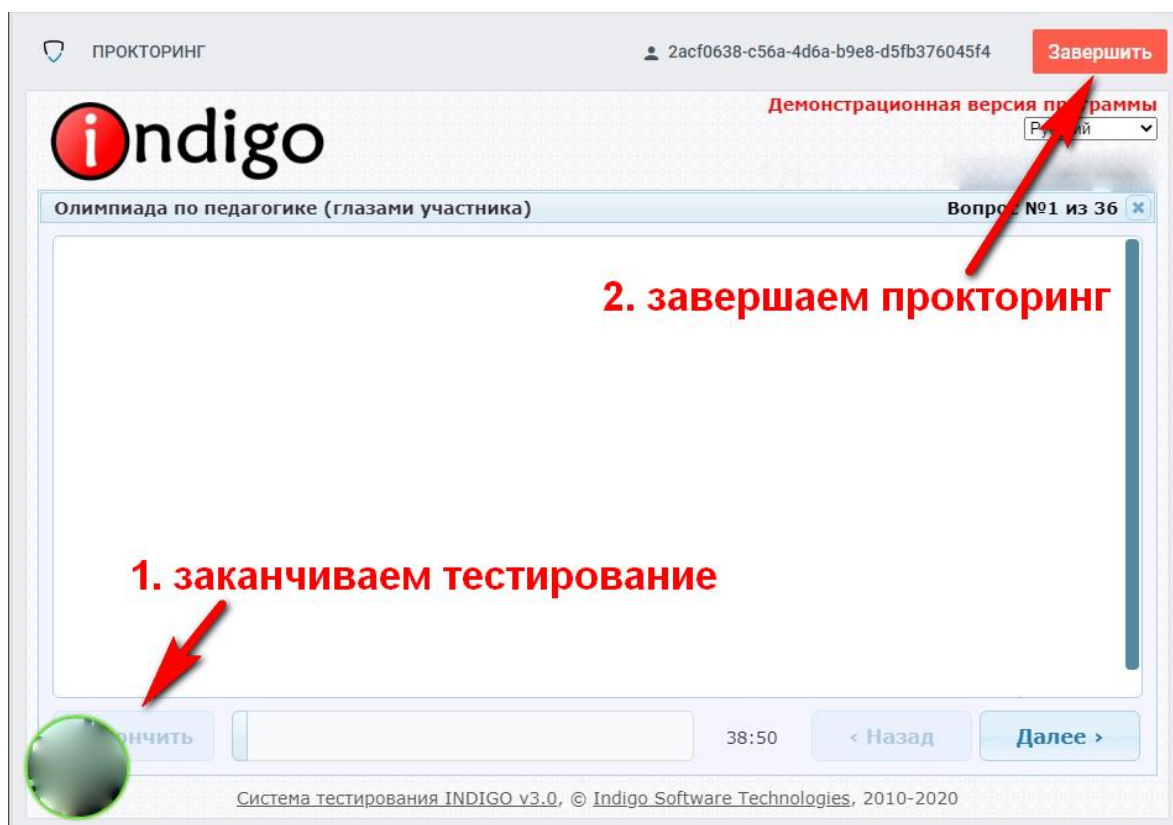 ПРОКТОРИНГ
2acf0638-c56a-4d6a-b9e8-d5fb376045f4
Завершить
indigo
Демонстрационная версия программы
Олимпиада по педагогике (глазами участника)
Вопрос №1 из 36
2. завершаем прокторинг
1. заканчиваем тестирование
38:50
‹ Назад
Далее ›
Система тестирования INDIGO v3.0, © Indigo Software Technologies, 2010-2020